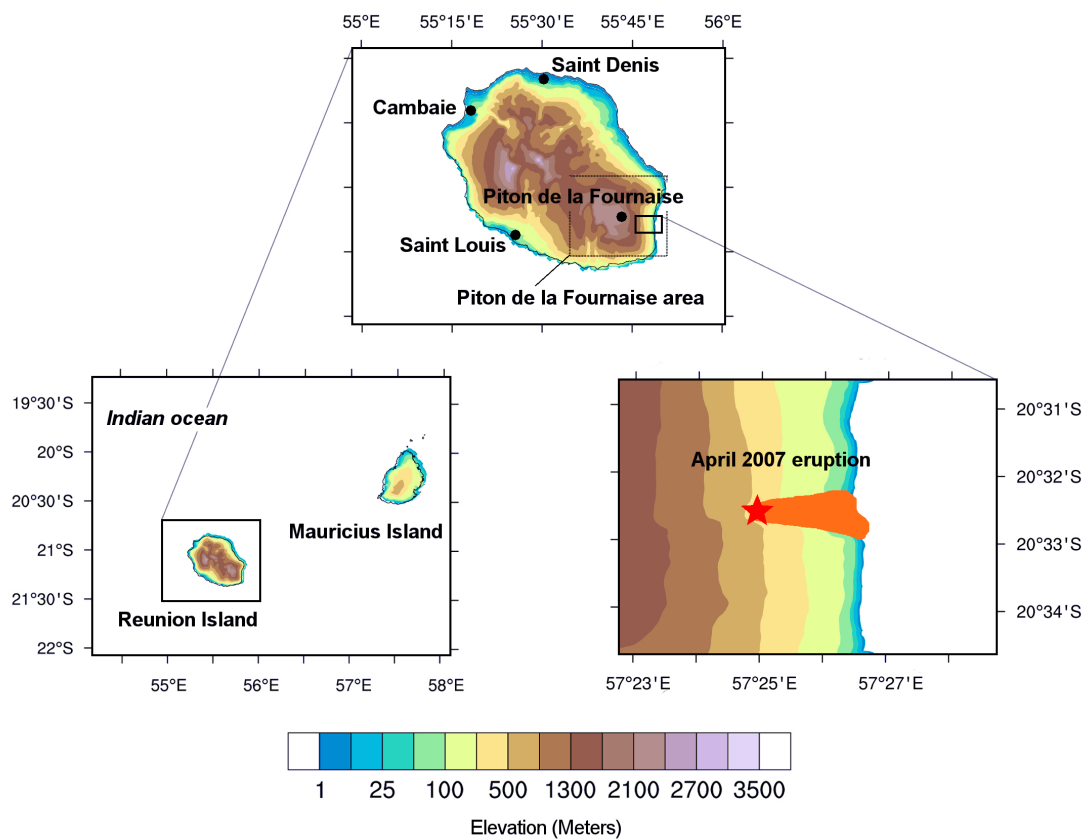 55°E 55°15'E 55°30'E 55°45'E 56°E
Saint Denis
Cambaie
Piton de la Fournaise
Saint Louis
Piton de la Fournaise area
19°30'S
Indian ocean
20°S
20°30'S
Mauricius Island
21°S
21°30'S
Reunion Island
22°S
55°E 56°E 57°E 58°E
20°31'S
April 2007 eruption
20°32'S
20°33'S
20°34'S
57°23'E 57°25'E 57°27'E
1 25 100 500 1300 2100 2700 3500
Elevation (Meters)